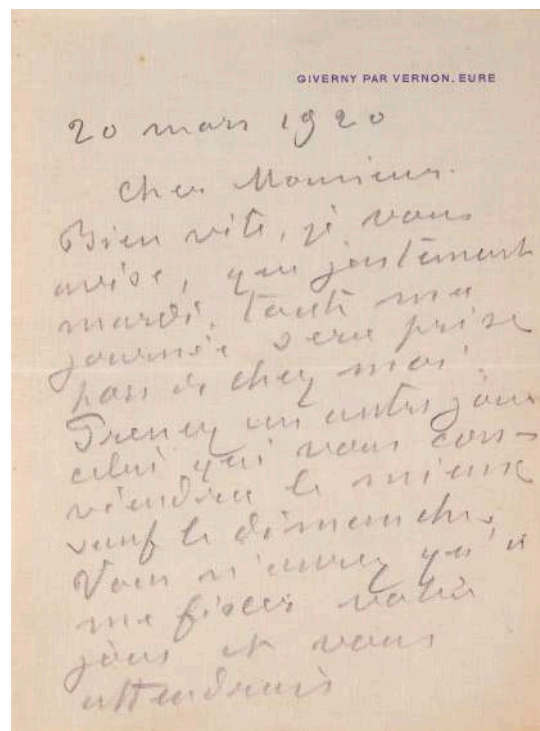 GIVERNY PAR VERNON. EURE
20 mars 1920
Cher Monsieur.
Bien vite, je vous
avise, que justement
mardi, toute ma
journée sera prise
hors de chez moi.
Prenez un autre jour
celui qui vous con-
viendra le mieux
sauf le dimanche.
Vous n'aurez qu'à
me fixer votre
jour et vous
attendrais